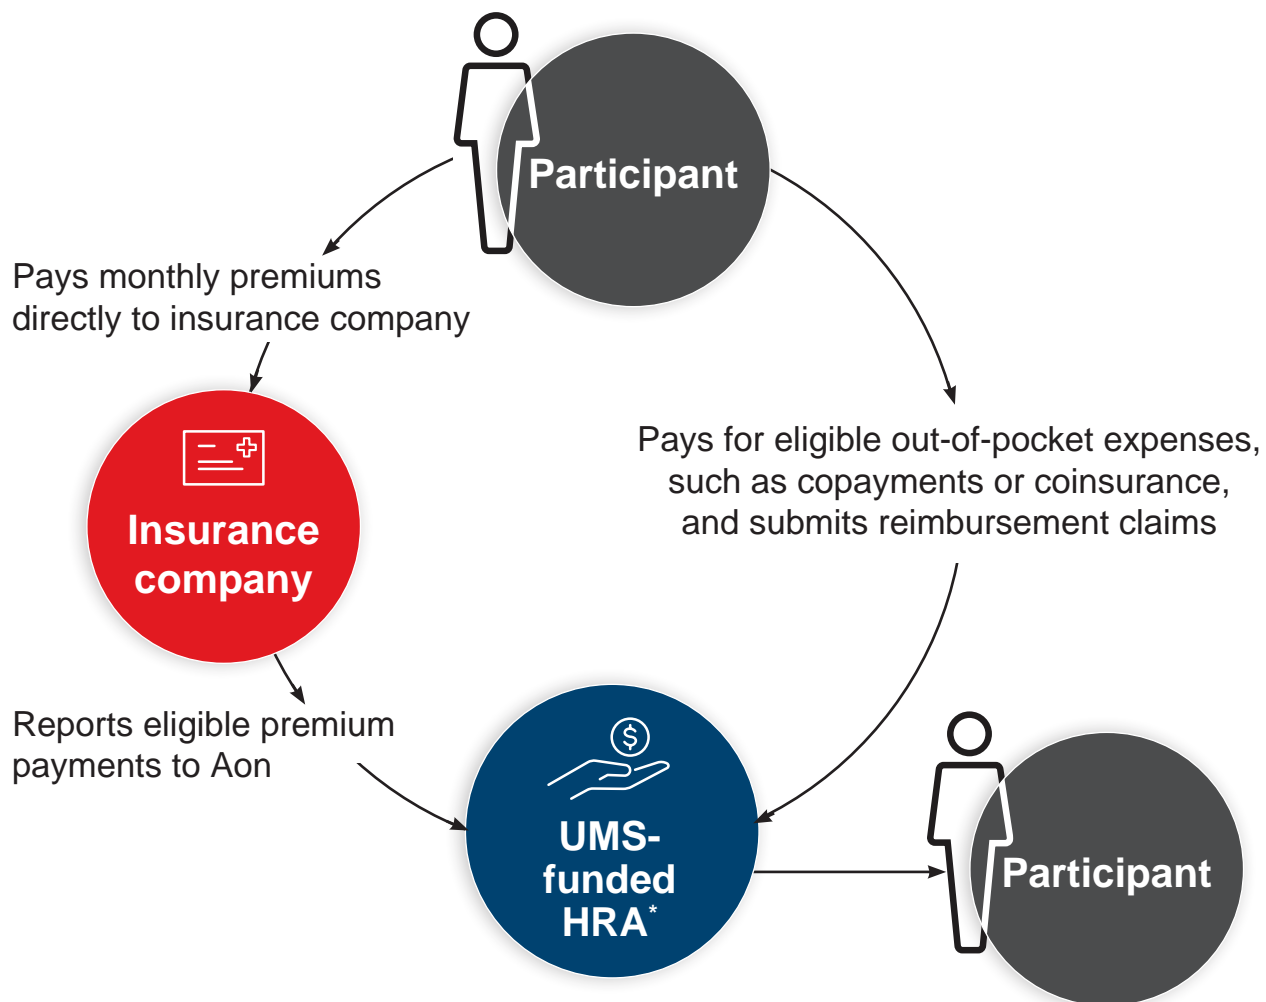 Participant
Pays monthly premiums
directly to insurance company
Insurance
company
Pays for eligible out-of-pocket expenses,
such as copayments or coinsurance,
and submits reimbursement claims
Reports eligible premium
payments to Aon
$
UMS-
funded
HRA*
Participant